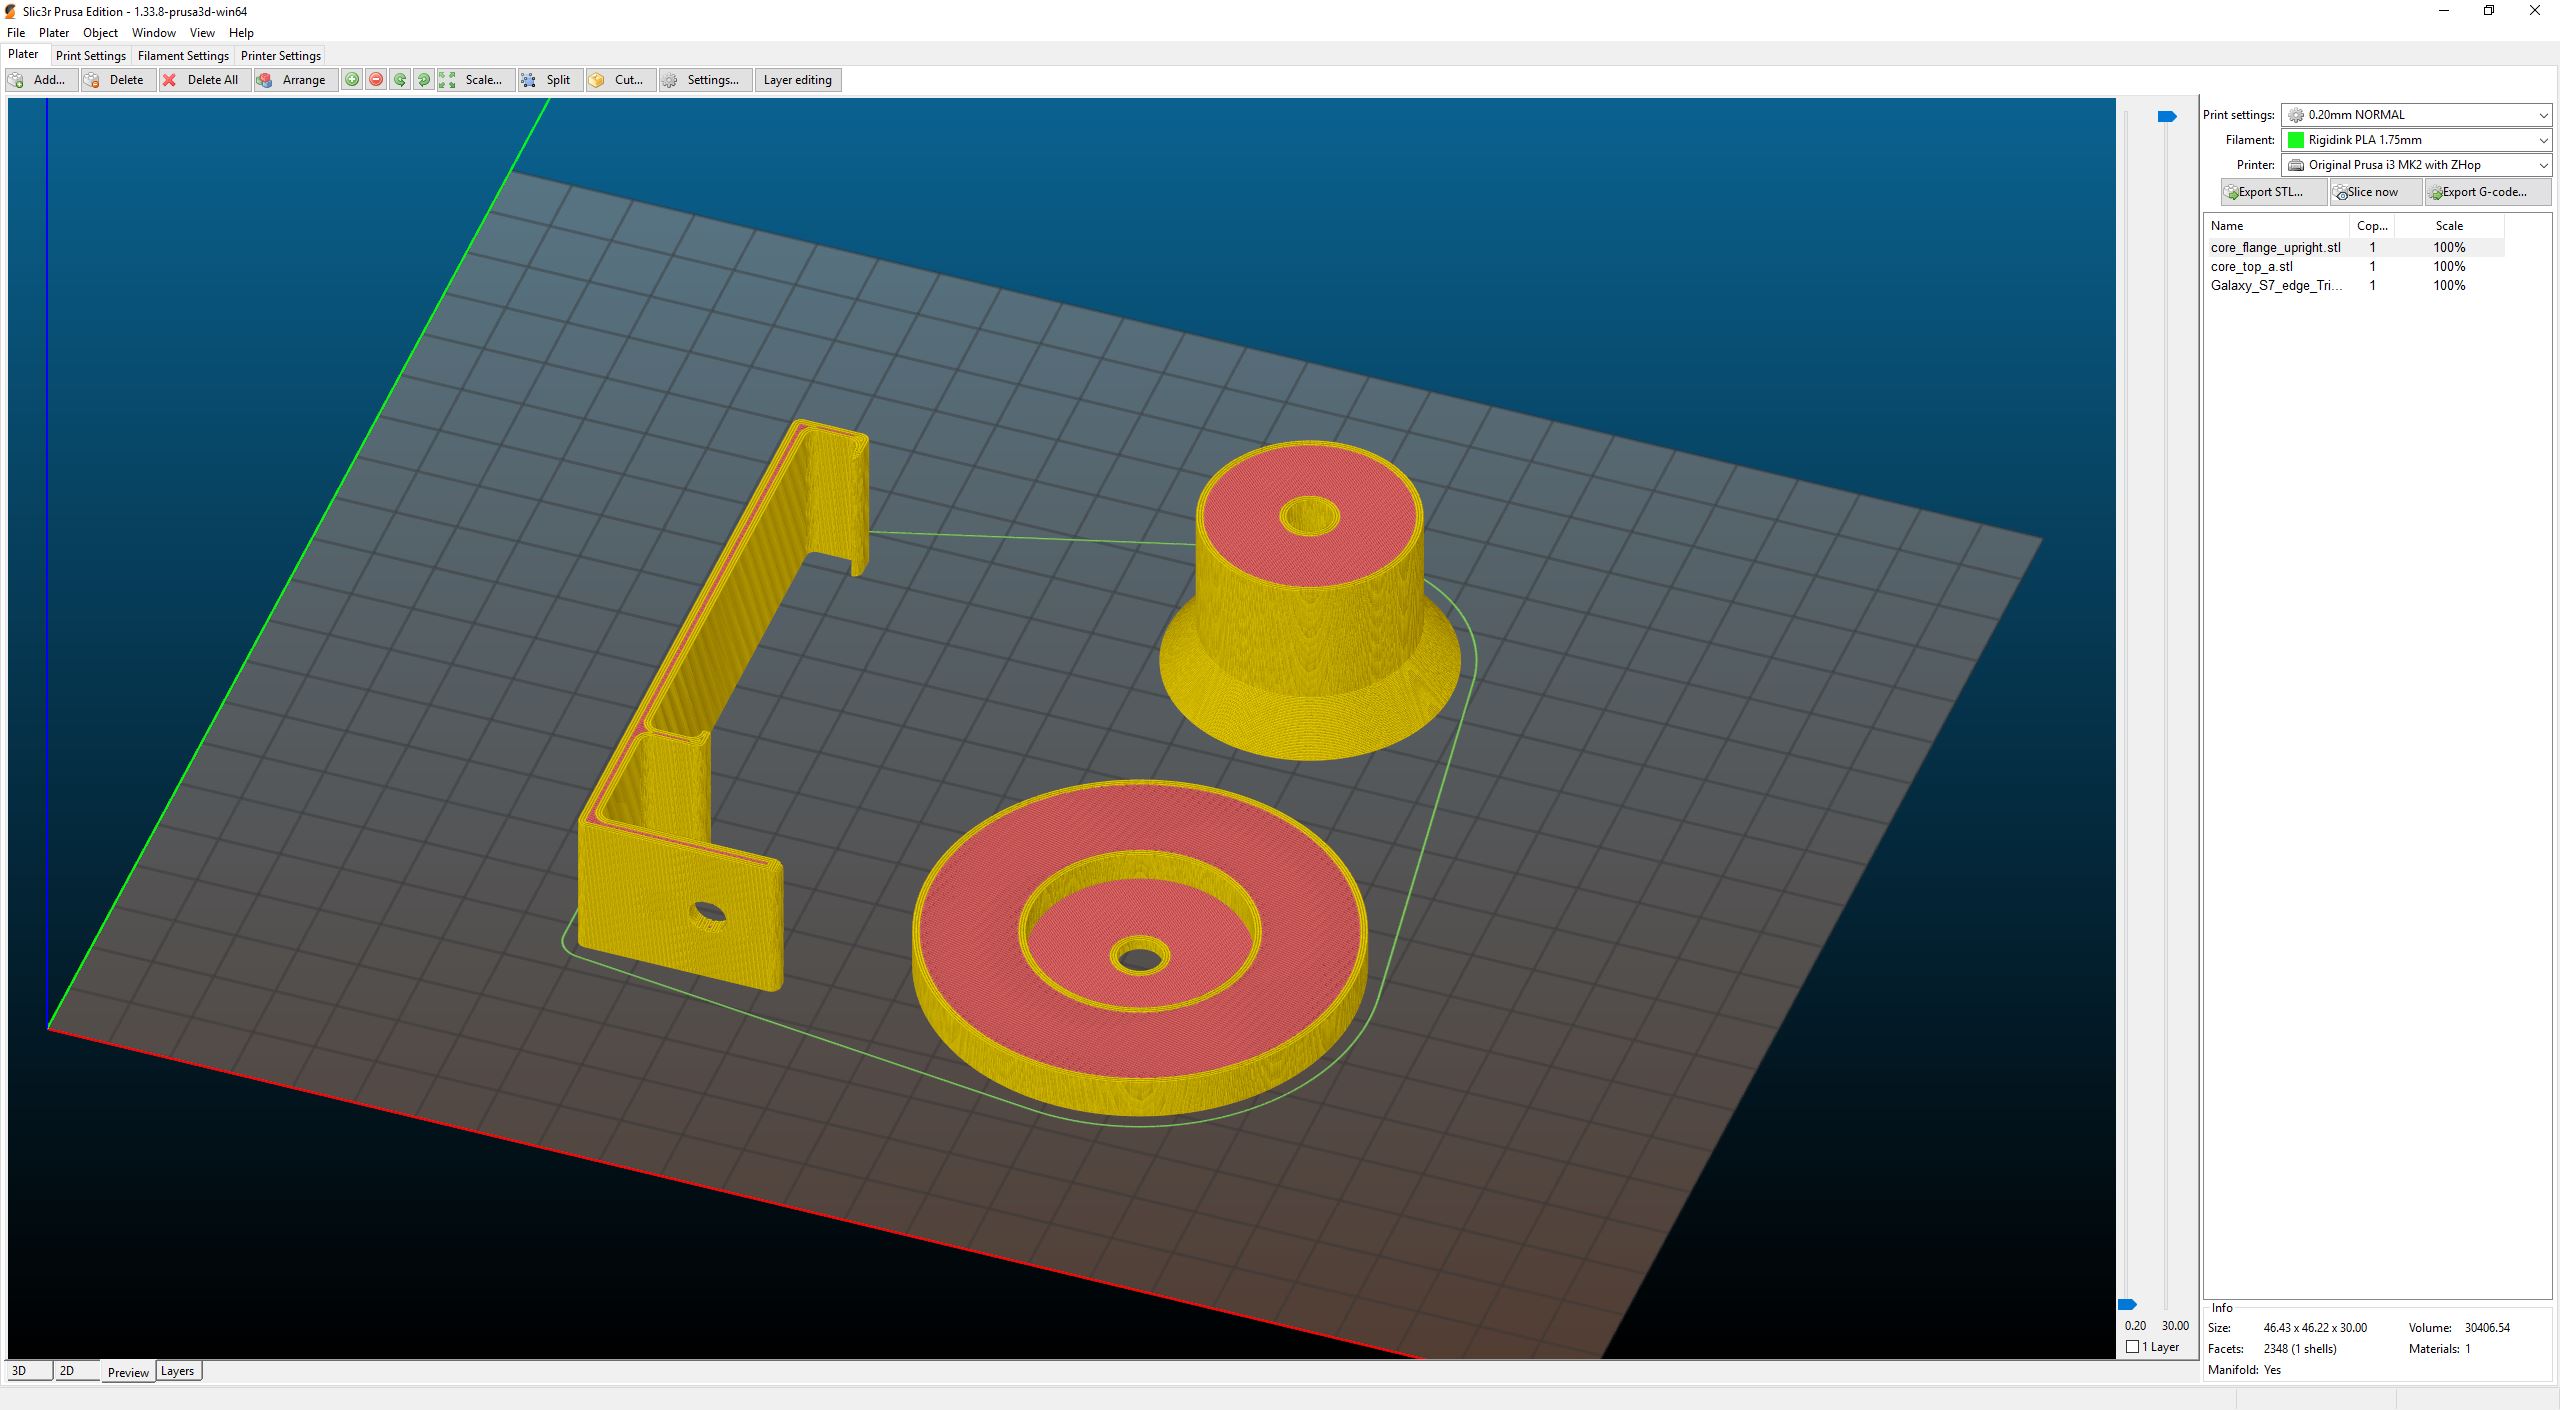 Slic3r Prusa Edition - 1.33.8-prusa3d-win64
File Plater Object Window View Help
Plater Print Settings Filament Settings Printer Settings
Add... Delete Delete All Arrange Scale... Split Cut... Settings... Layer editing
Print settings: 0.20mm NORMAL
Filament: Rigidink PLA 1.75mm
Printer: Original Prusa i3 MK2 with ZHop
Export STL... Slice now Export G-code...
Name Cop... Scale
core_flange_upright.stl 1 100%
core_top_a.stl 1 100%
Galaxy_S7_edge_Tri... 1 100%
0.20 30.00
1 Layer
Info
Size: 46.43 x 46.22 x 30.00 Volume: 30406.54
Facets: 2348 (1 shells) Materials: 1
Manifold: Yes
3D 2D Preview Layers